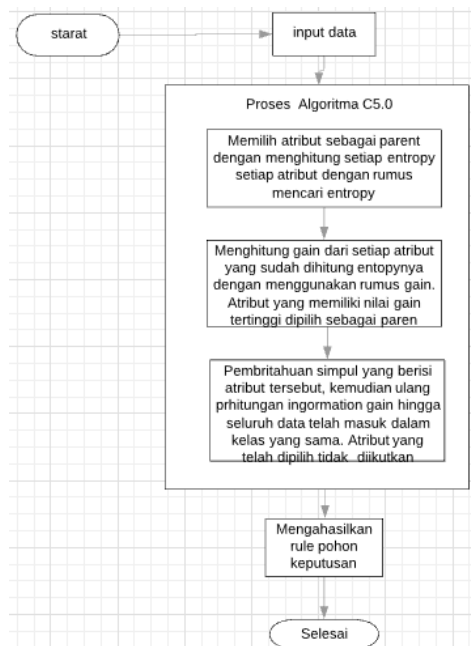 starat
input data
Proses Algoritma C5.0
Memilih atribut sebagai parent
dengan menghitung setiap entropy
setiap atribut dengan rumus
mencari entropy
Menghitung gain dari setiap atribut
yang sudah dihitung entopynya
dengan menggunakan rumus gain.
Atribut yang memiliki nilai gain
tertinggi dipilih sebagai paren
Pembritahuan simpul yang berisi
atribut tersebut, kemudian ulang
prhitungan ingormation gain hingga
seluruh data telah masuk dalam
kelas yang sama. Atribut yang
telah dipilih tidak diikutkan
Mengahasilkan
rule pohon
keputusan
Selesai